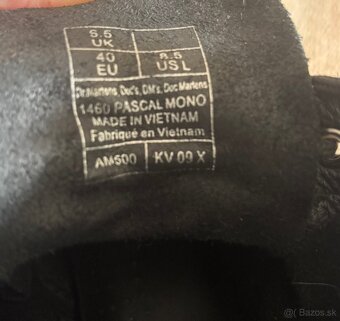 6.5
UK
-
40 8.5
EU US L
Dr.Martens, Doc's, DM's, Doc Martens
1460 PASCAL MONO
MADE IN VIETNAM
Fabriqué en Vietnam
AM500 KV 09 X
@( Bazos.sk